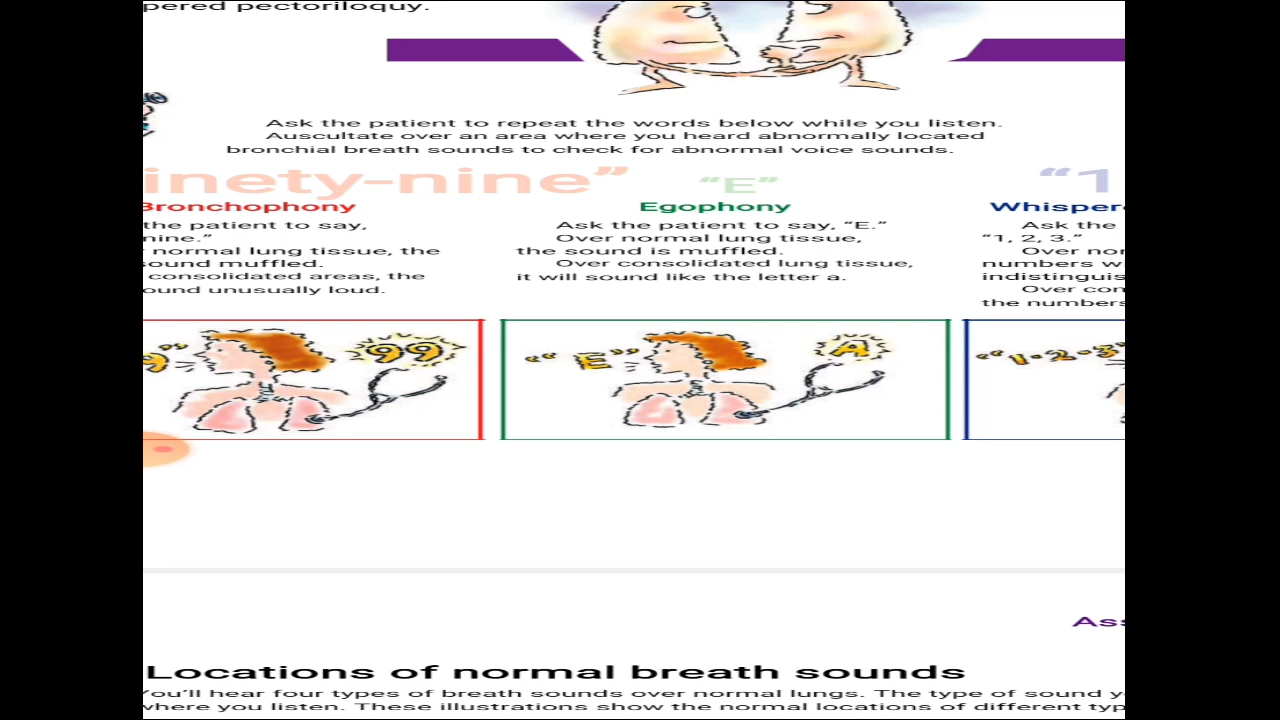 pered pectoriloquy.
Ask the patient to repeat the words below while you listen.
Auscultate over an area where you heard abnormally located
bronchial breath sounds to check for abnormal voice sounds.
inety-nine”
Bronchophony
the patient to say,
nine.”
normal lung tissue, the
sound muffled.
consolidated areas, the
ound unusually loud.
9”
99
“E”
Egophony
Ask the patient to say, “E.”
Over normal lung tissue,
the sound is muffled.
Over consolidated lung tissue,
it will sound like the letter a.
“E”
A
“1
Whisper
Ask the
“1, 2, 3.”
Over nor
numbers w
indistinguis
Over con
the numbers
“1-2-3”
Ass
Locations of normal breath sounds
You’ll hear four types of breath sounds over normal lungs. The type of sound y
where you listen. These illustrations show the normal locations of different typ